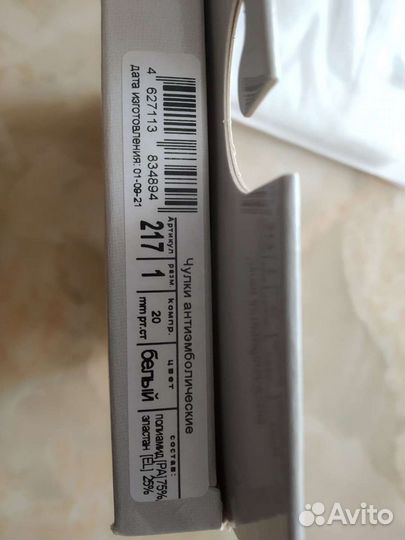 4 627113 834894
дата изготовления: 01-09-21
Чулки антиэмболические
Артикул разм. компр. цвет состав:
217 1 20 mm рт.ст белый полиамид [PA] 75%
эластан [EL] 25%
Avito